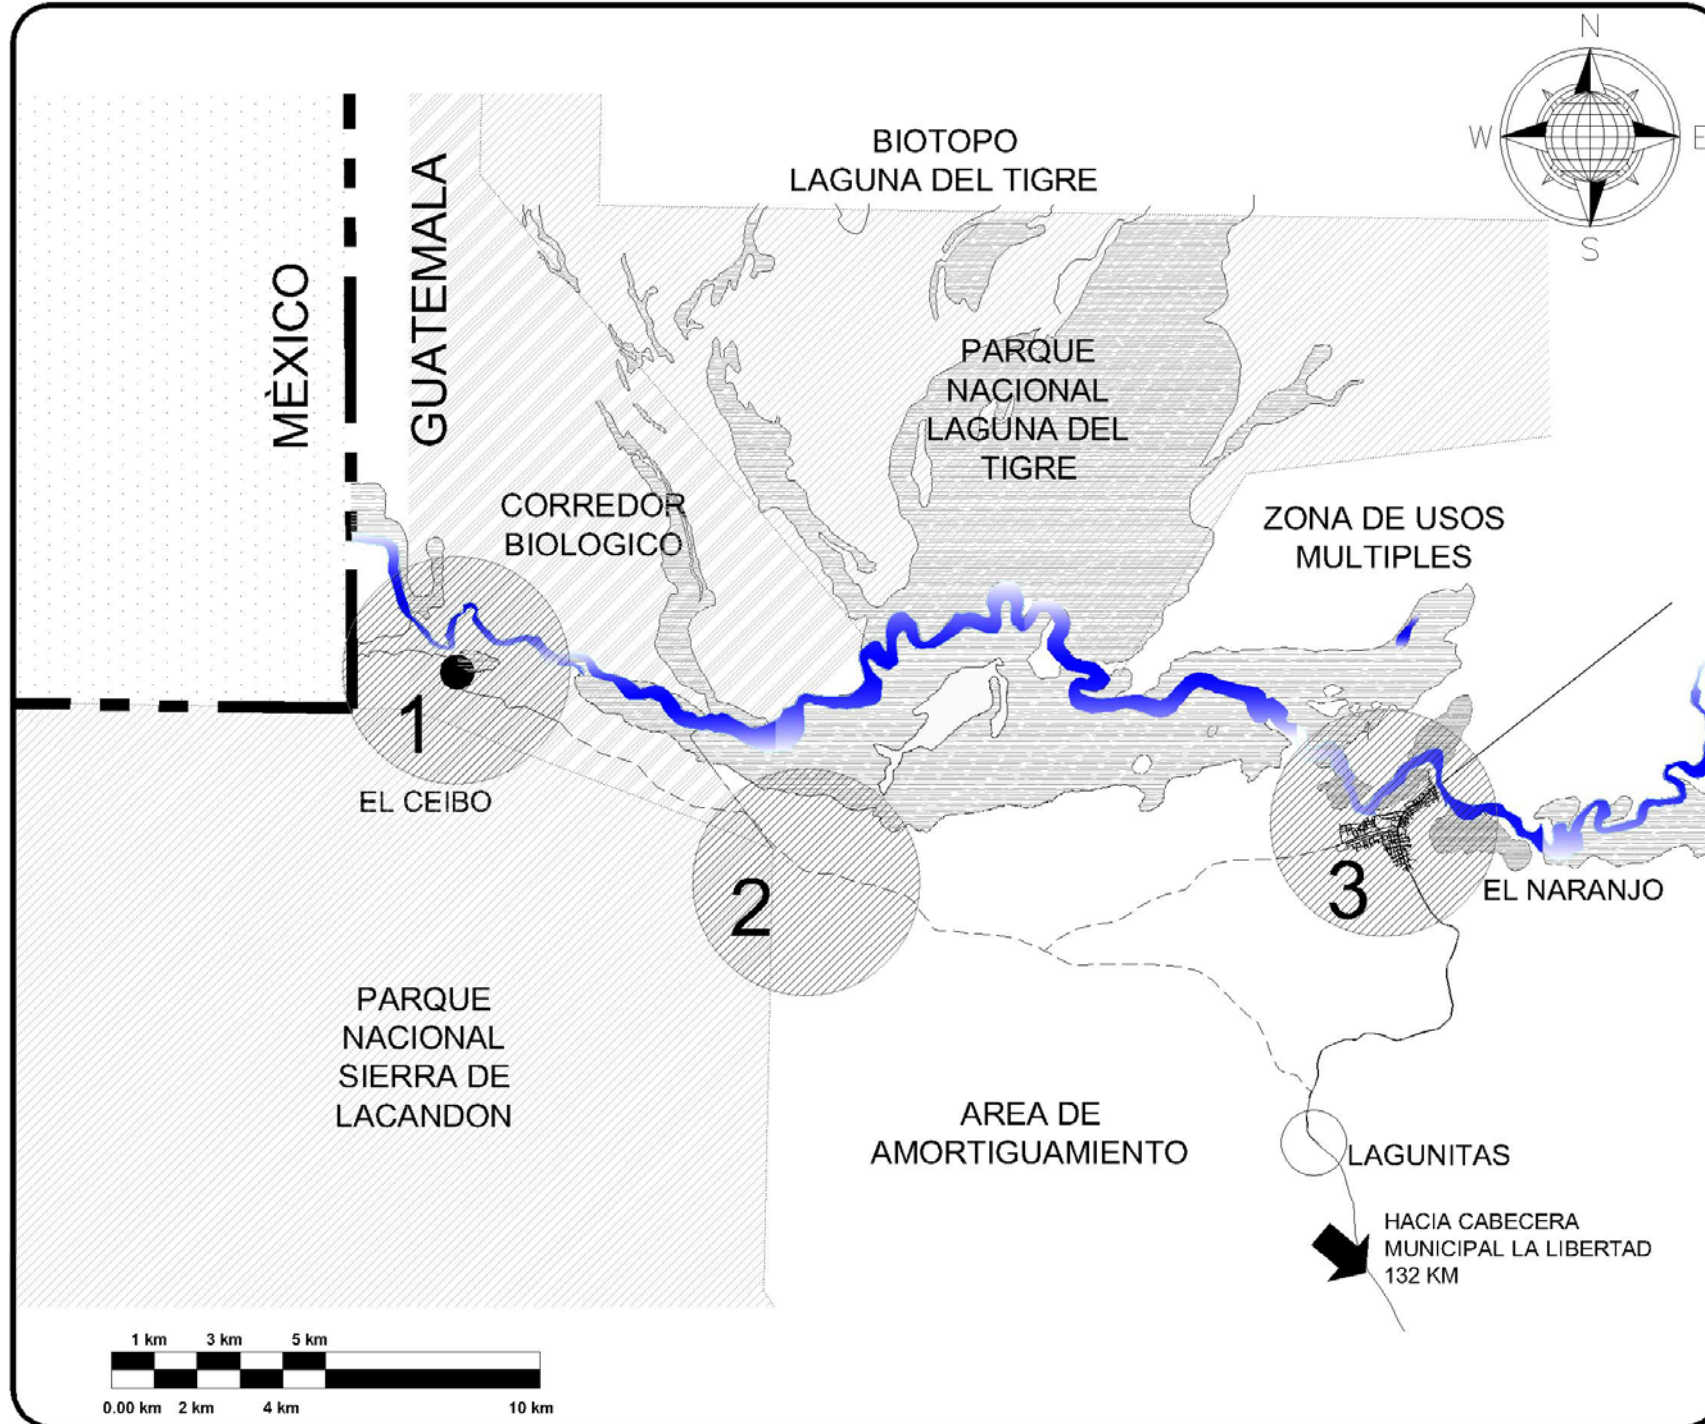 N
W
E
S
BIOTOPO
LAGUNA DEL TIGRE
MÈXICO
GUATEMALA
PARQUE
NACIONAL
LAGUNA DEL
TIGRE
CORREDOR
BIOLOGICO
ZONA DE USOS
MULTIPLES
1
EL CEIBO
2
3
EL NARANJO
PARQUE
NACIONAL
SIERRA DE
LACANDON
AREA DE
AMORTIGUAMIENTO
LAGUNITAS
HACIA CABECERA
MUNICIPAL LA LIBERTAD
132 KM
1 km 3 km 5 km
0.00 km 2 km 4 km 10 km